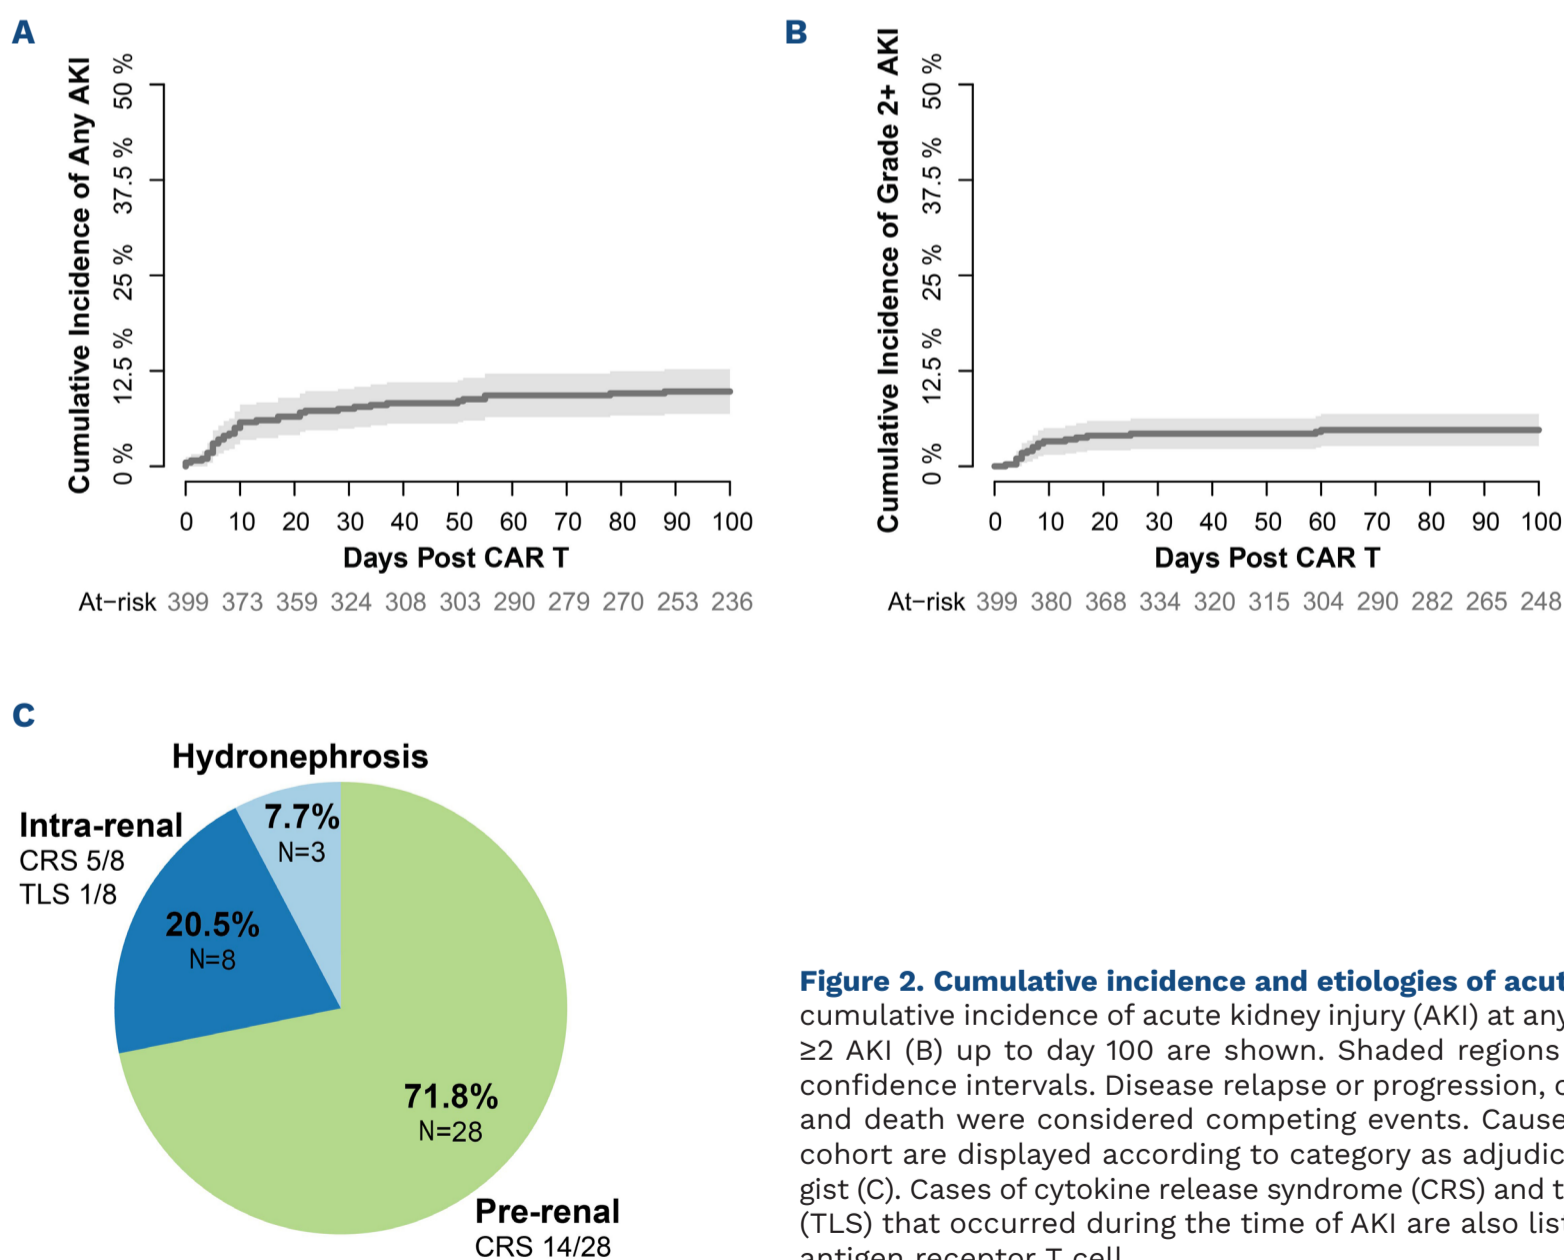 A
Cumulative Incidence of Any AKI
50 %
37.5 %
25 %
12.5 %
0 %
0 10 20 30 40 50 60 70 80 90 100
Days Post CAR T
At-risk 399 373 359 324 308 303 290 279 270 253 236
B
Cumulative Incidence of Grade 2+ AKI
50 %
37.5 %
25 %
12.5 %
0 %
0 10 20 30 40 50 60 70 80 90 100
Days Post CAR T
At-risk 399 380 368 334 320 315 304 290 282 265 248
C
Hydronephrosis
7.7%
N=3
Intra-renal
CRS 5/8
TLS 1/8
20.5%
N=8
71.8%
N=28
Pre-renal
CRS 14/28
Figure 2. Cumulative incidence and etiologies of acut
cumulative incidence of acute kidney injury (AKI) at any
≥2 AKI (B) up to day 100 are shown. Shaded regions
confidence intervals. Disease relapse or progression,
and death were considered competing events. Cause
cohort are displayed according to category as adjudic
gist (C). Cases of cytokine release syndrome (CRS) and t
(TLS) that occurred during the time of AKI are also lis
antigen receptor T cell